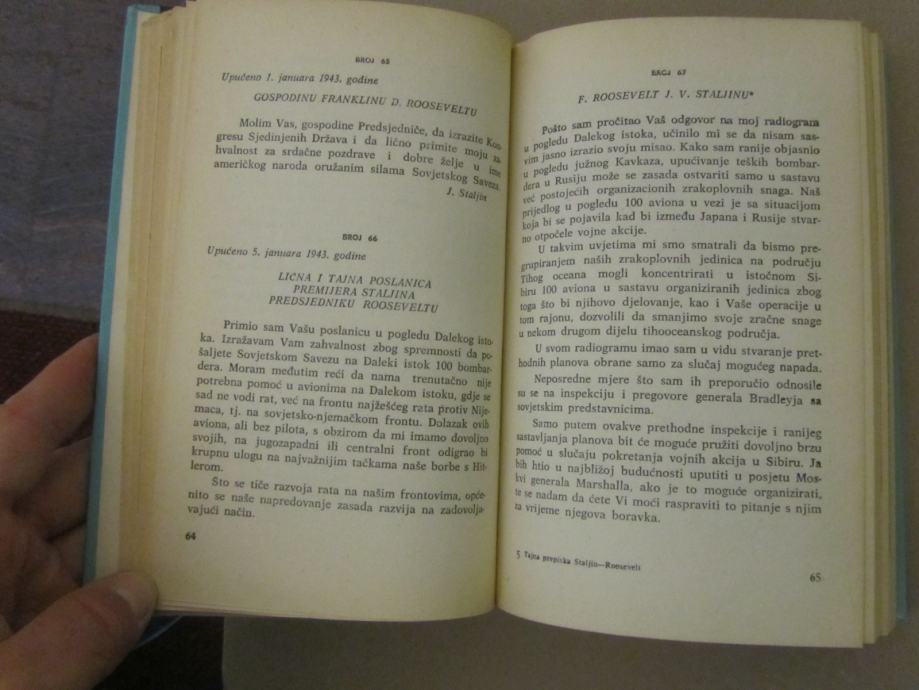 BROJ 65
Upućeno 1. januara 1943. godine
GOSPODINU FRANKLINU D. ROOSEVELTU
Molim Vas, gospodine Predsjedniče, da izrazite Kon-
gresu Sjedinjenih Država i da lično primite moju za-
hvalnost za srdačne pozdrave i dobre želje u ime
američkog naroda oružanim silama Sovjetskog Saveza.
J. Staljin
BROJ 66
Upućeno 5. januara 1943. godine
LIČNA I TAJNA POSLANICA
PREMIJERA STALJINA
PREDSJEDNIKU ROOSEVELTU
Primio sam Vašu poslanicu u pogledu Dalekog isto-
ka. Izražavam Vam zahvalnost zbog spremnosti da po-
šaljete Sovjetskom Savezu na Daleki istok 100 bombar-
dera. Moram međutim reći da nama trenutačno nije
potrebna pomoć u avionima na Dalekom istoku, gdje se
sad ne vodi rat, već na frontu najžešćeg rata protiv Nije-
maca, tj. na sovjetsko-njemačkom frontu. Dolazak ovih
aviona, ali bez pilota, s obzirom da mi imamo dovoljno
svojih, na jugozapadni ili centralni front odigrao bi
krupnu ulogu na najvažnijim tačkama naše borbe s Hit-
lerom.
Što se tiče razvoja rata na našim frontovima, opće-
nito se naše napredovanje zasada razvija na zadovolja-
vajući način.
64
BROJ 67
F. ROOSEVELT J. V. STALJINU*
Pošto sam pročitao Vaš odgovor na moj radiogram
u pogledu Dalekog istoka, učinilo mi se da nisam sas-
vim jasno izrazio svoju misao. Kako sam ranije objasnio
u pogledu južnog Kavkaza, upućivanje teških bombar-
dera u Rusiju može se zasada ostvariti samo u sastavu
već postojećih organizacionih zrakoplovnih snaga. Naš
prijedlog u pogledu 100 aviona u vezi je sa situacijom
koja bi se pojavila kad bi između Japana i Rusije stvar-
no otpočele vojne akcije.
U takvim uvjetima mi smo smatrali da bismo pre-
grupiranjem naših zrakoplovnih jedinica na području
Tihog oceana mogli koncentrirati u istočnom Si-
biru 100 aviona u sastavu organiziranih jedinica zbog
toga što bi njihovo djelovanje, kao i Vaše operacije u
tom rajonu, dozvolili da smanjimo svoje zračne snage
u nekom drugom dijelu tihooceanskog područja.
U svom radiogramu imao sam u vidu stvaranje pret-
hodnih planova obrane samo za slučaj mogućeg napada.
Neposredne mjere što sam ih preporučio odnosile
su se na inspekciju i pregovore generala Bradleyja sa
sovjetskim predstavnicima.
Samo putem ovakve prethodne inspekcije i ranijeg
sastavljanja planova bit će moguće pružiti dovoljno brzu
pomoć u slučaju pokretanja vojnih akcija u Sibiru. Ja
bih htio u najbližoj budućnosti uputiti u posjetu Mos-
kvi generala Marshalla, ako je to moguće organizirati,
te se nadam da ćete Vi moći raspraviti to pitanje s njim
za vrijeme njegova boravka.
5 Tajna prepiska Staljin—Roosevelt
65